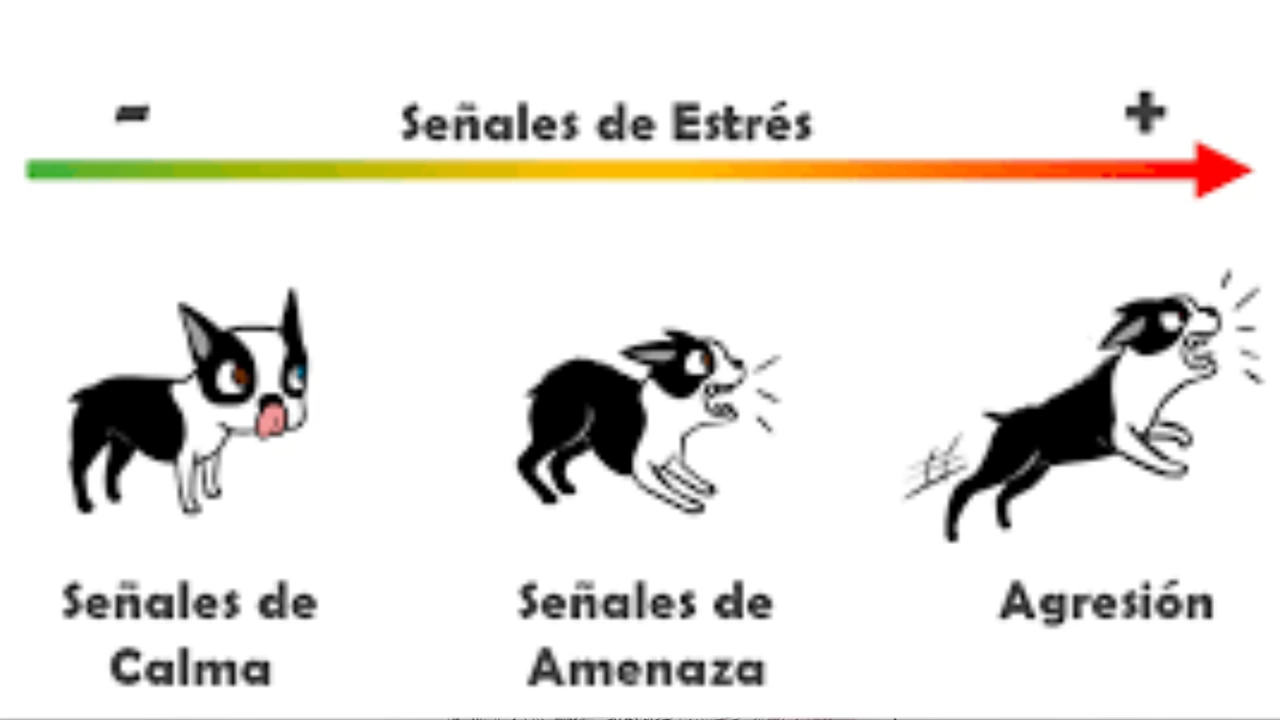 - Señales de Estrés +
Señales de
Calma
Señales de
Amenaza
Agresión